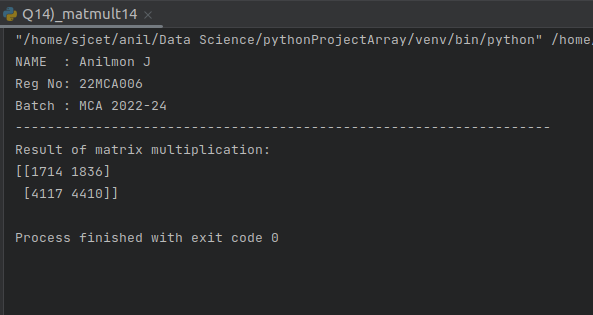 Q14)_matmult14 ×
"/home/sjcet/anil/Data Science/pythonProjectArray/venv/bin/python" /home/
NAME  : Anilmon J
Reg No: 22MCA006
Batch : MCA 2022-24
--------------------------------------------------------------------
Result of matrix multiplication:
[[1714 1836]
 [4117 4410]]
Process finished with exit code 0